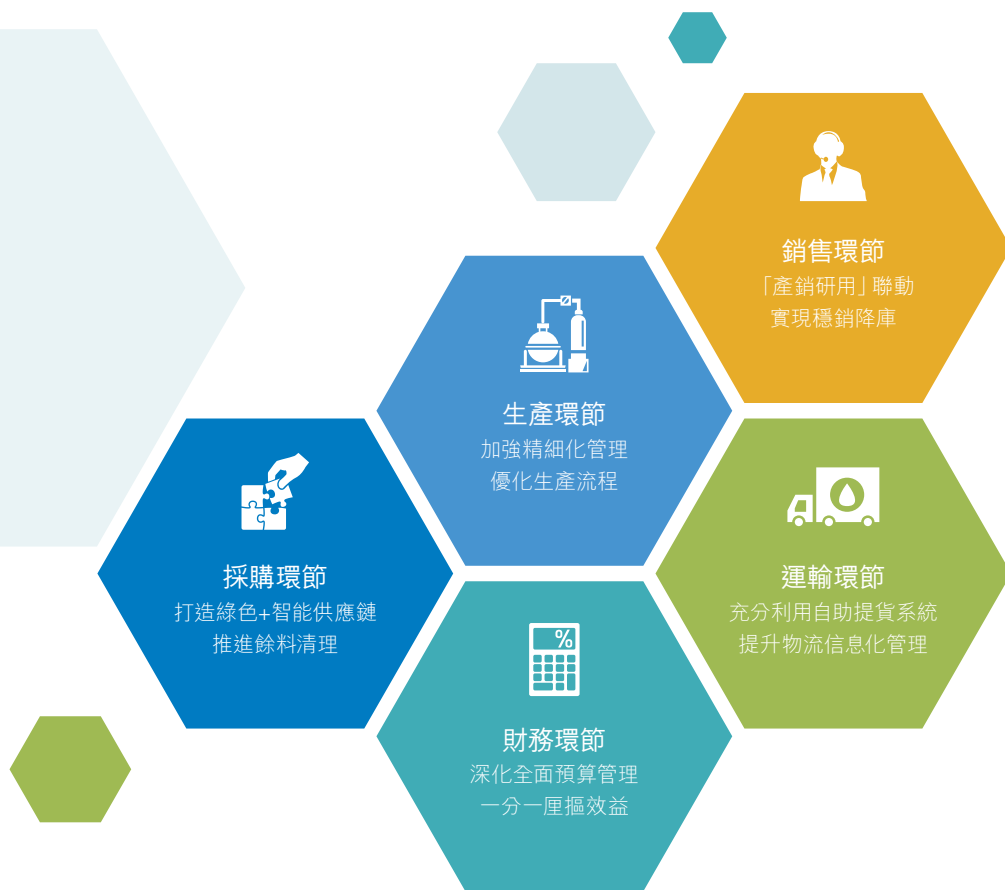 銷售環節
「產銷研用」聯動
實現穩銷降庫
生產環節
加強精細化管理
優化生產流程
採購環節
打造綠色+智能供應鏈
推進餘料清理
運輸環節
充分利用自助提貨系統
提升物流信息化管理
%
財務環節
深化全面預算管理
一分一厘摳效益